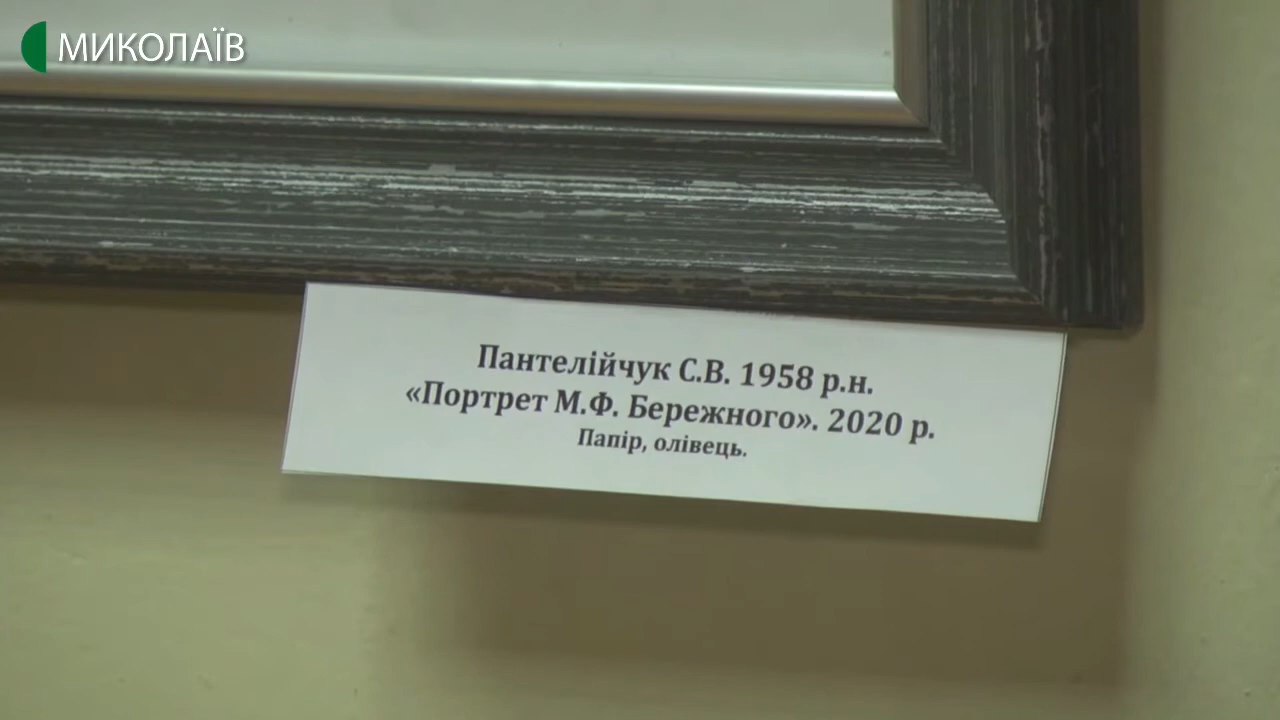 МИКОЛАЇВ
Пантелійчук С.В. 1958 р.н.
«Портрет М.Ф. Бережного». 2020 р.
Папір, олівець.